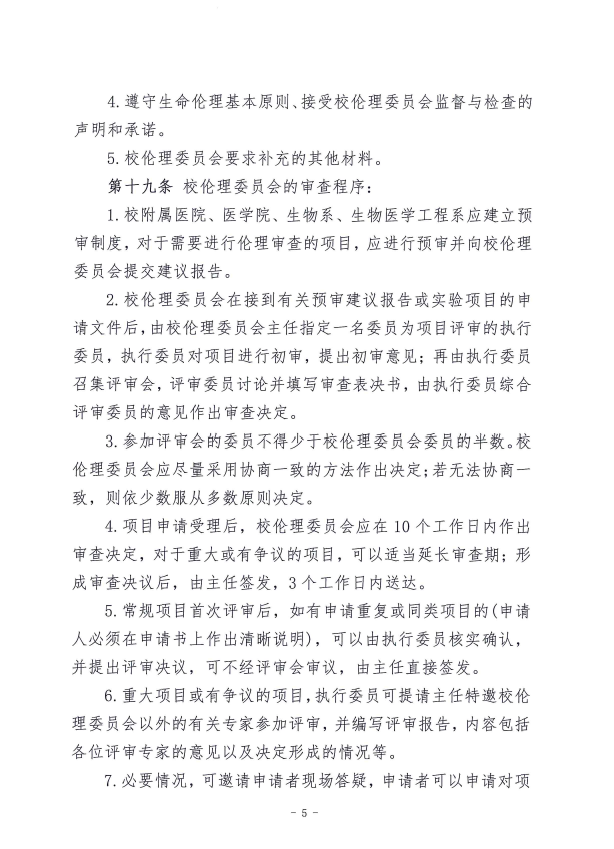 4.遵守生命伦理基本原则、接受校伦理委员会监督与检查的
声明和承诺。
5.校伦理委员会要求补充的其他材料。
第十九条 校伦理委员会的审查程序：
1.校附属医院、医学院、生物系、生物医学工程系应建立预
审制度，对于需要进行伦理审查的项目，应进行预审并向校伦理
委员会提交建议报告。
2.校伦理委员会在接到有关预审建议报告或实验项目的申
请文件后，由校伦理委员会主任指定一名委员为项目评审的执行
委员，执行委员对项目进行初审，提出初审意见；再由执行委员
召集评审会，评审委员讨论并填写审查表决书，由执行委员综合
评审委员的意见作出审查决定。
3.参加评审会的委员不得少于校伦理委员会委员的半数。校
伦理委员会应尽量采用协商一致的方法作出决定；若无法协商一
致，则依少数服从多数原则决定。
4.项目申请受理后，校伦理委员会应在 10 个工作日内作出
审查决定，对于重大或有争议的项目，可以适当延长审查期；形
成审查决议后，由主任签发，3 个工作日内送达。
5.常规项目首次评审后，如有申请重复或同类项目的(申请
人必须在申请书上作出清晰说明)，可以由执行委员核实确认，
并提出评审决议，可不经评审会审议，由主任直接签发。
6.重大项目或有争议的项目，执行委员可提请主任特邀校伦
理委员会以外的有关专家参加评审，并编写评审报告，内容包括
各位评审专家的意见以及决定形成的情况等。
7.必要情况，可邀请申请者现场答疑，申请者可以申请对项
- 5 -